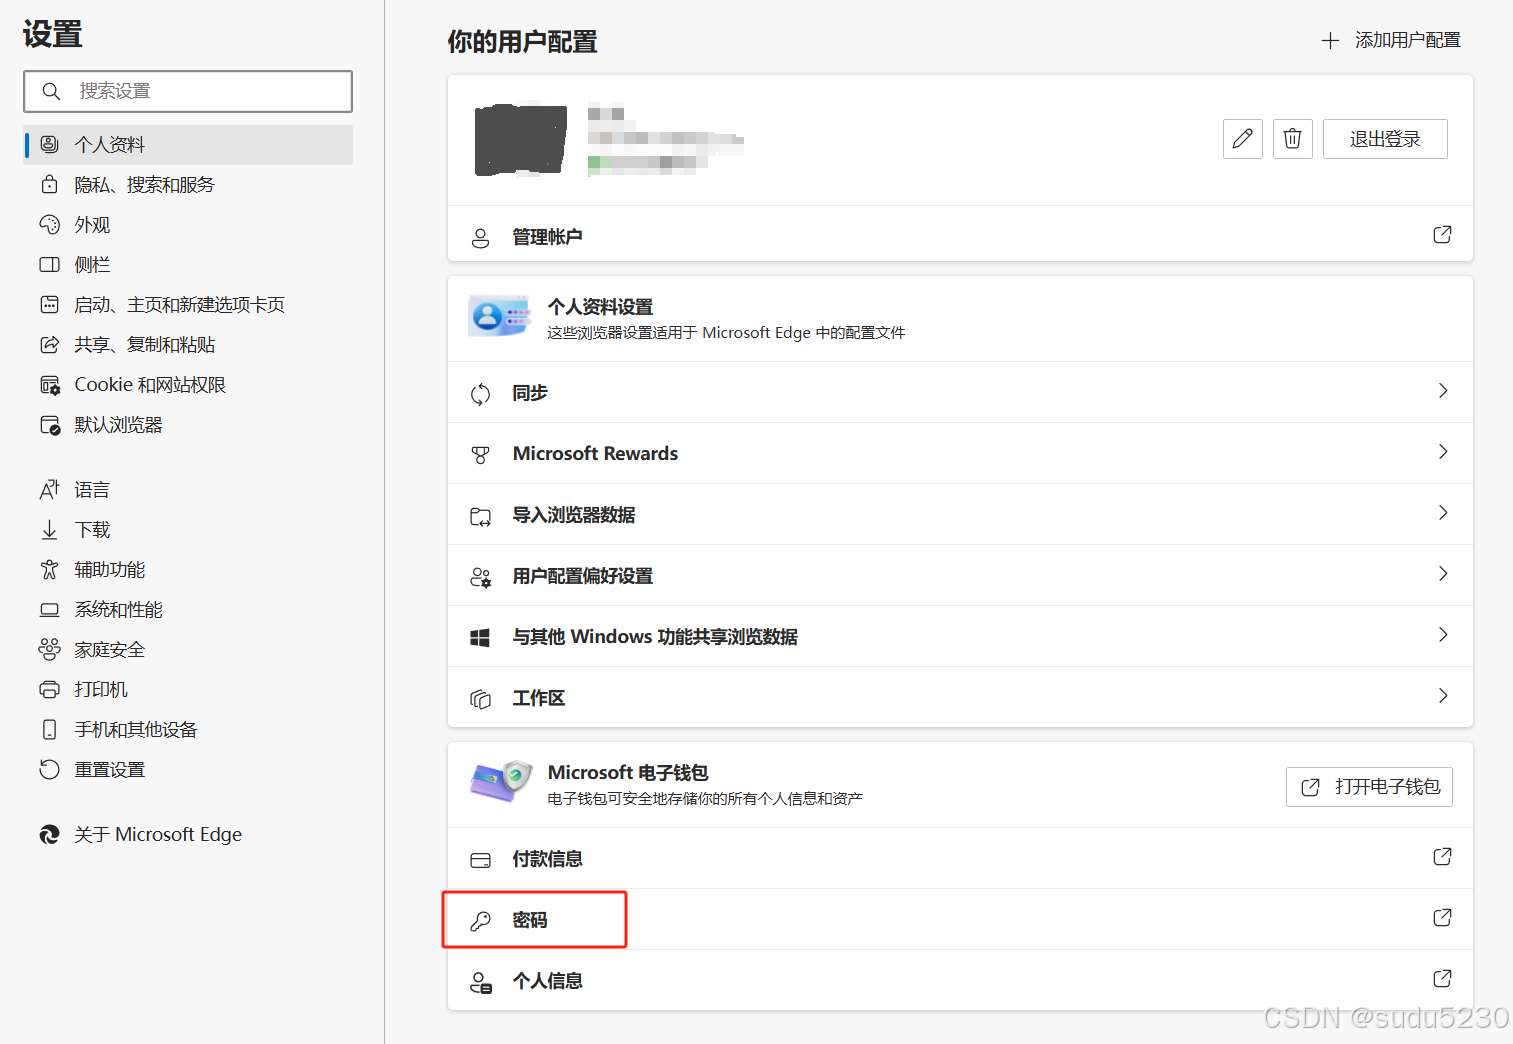 设置
搜索设置
个人资料
隐私、搜索和服务
外观
侧栏
启动、主页和新建选项卡页
共享、复制和粘贴
Cookie 和网站权限
默认浏览器
语言
下载
辅助功能
系统和性能
家庭安全
打印机
手机和其他设备
重置设置
关于 Microsoft Edge
你的用户配置
添加用户配置
退出登录
管理帐户
个人资料设置
这些浏览器设置适用于 Microsoft Edge 中的配置文件
同步
Microsoft Rewards
导入浏览器数据
用户配置偏好设置
与其他 Windows 功能共享浏览数据
工作区
Microsoft 电子钱包
电子钱包可安全地存储你的所有个人信息和资产
打开电子钱包
付款信息
密码
个人信息
CSDN @sudu5230